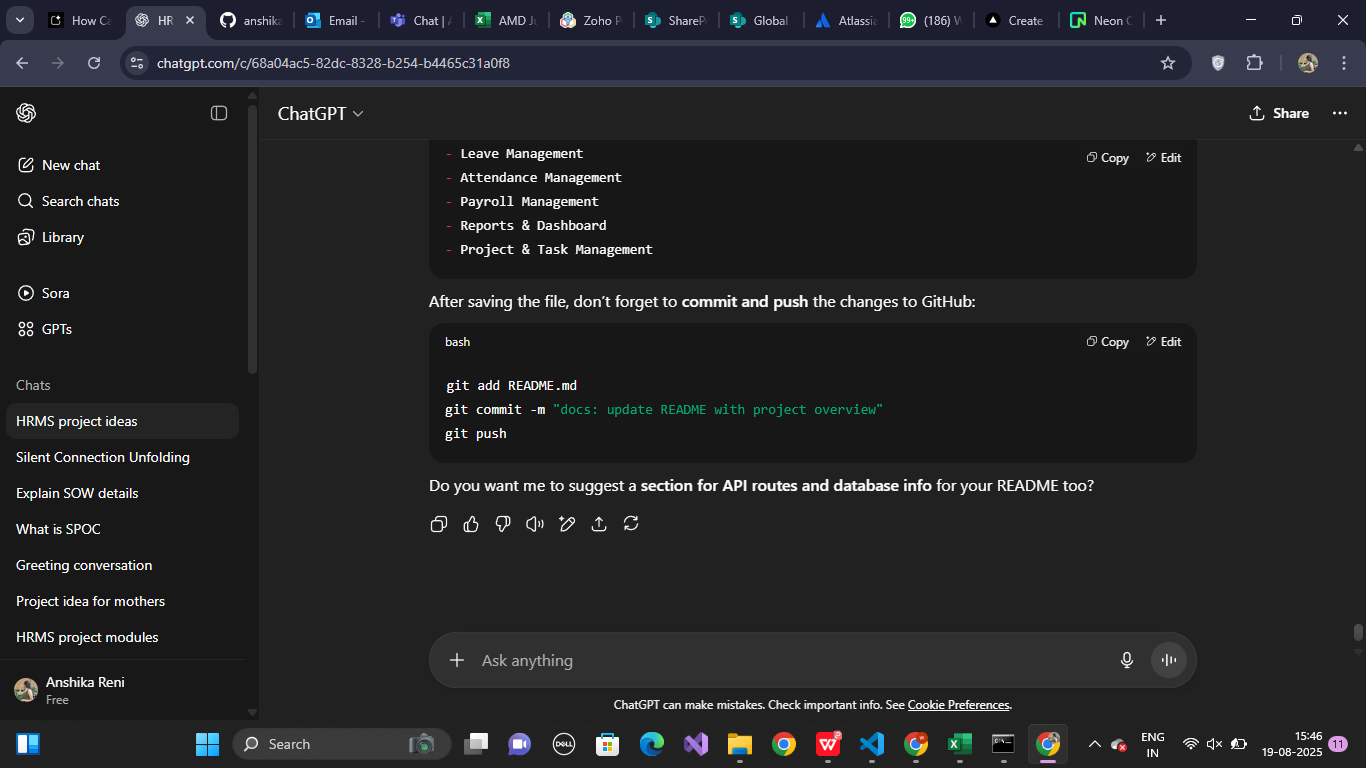 How Ca
HR
anshika
Email -
Chat | A
AMD Ju
Zoho P
SharePo
Global
Atlassia
99+
(186) W
Create
Neon C
chatgpt.com/c/68a04ac5-82dc-8328-b254-b4465c31a0f8
ChatGPT
Share
New chat
Search chats
Library
Sora
GPTs
Chats
HRMS project ideas
Silent Connection Unfolding
Explain SOW details
What is SPOC
Greeting conversation
Project idea for mothers
HRMS project modules
Anshika Reni
Free
Copy
Edit
- Leave Management
- Attendance Management
- Payroll Management
- Reports & Dashboard
- Project & Task Management
After saving the file, don’t forget to commit and push the changes to GitHub:
bash
Copy
Edit
git add README.md
git commit -m "docs: update README with project overview"
git push
Do you want me to suggest a section for API routes and database info for your README too?
Ask anything
ChatGPT can make mistakes. Check important info. See Cookie Preferences.
Search
DELL
ENG
IN
15:46
19-08-2025
11